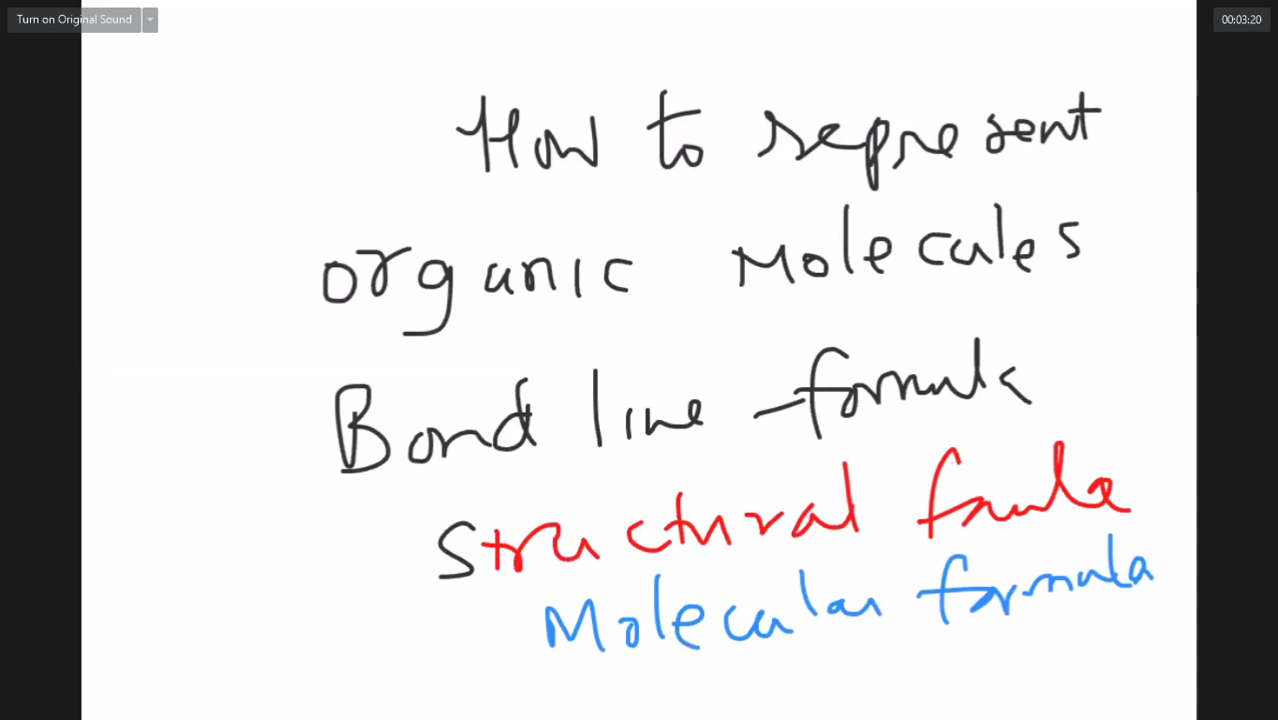 Turn on Original Sound
00:03:20
How to represent
organic Molecules
Bond line - formula
Structural formula
Molecular formula